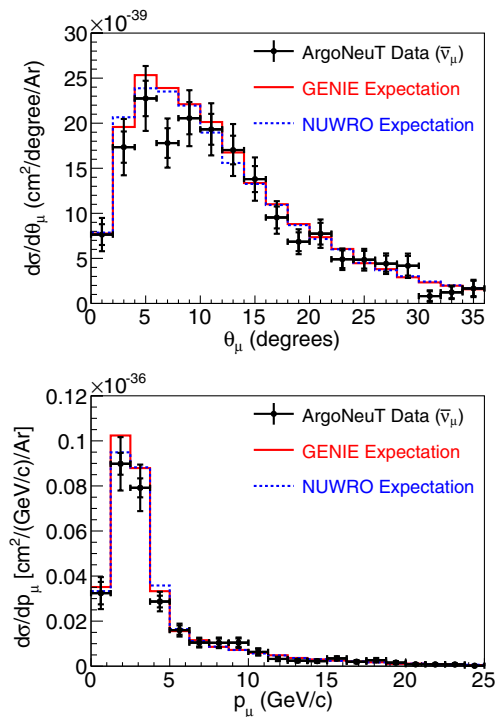 ×10⁻³⁹
30
25
20
15
10
5
0
dσ/dθμ (cm²/degree/Ar)
ArgoNeuT Data (ν̅μ)
GENIE Expectation
NUWRO Expectation
0 5 10 15 20 25 30 35
θμ (degrees)
×10⁻³⁶
0.12
0.1
0.08
0.06
0.04
0.02
0
dσ/dpμ [cm²/(GeV/c)/Ar]
ArgoNeuT Data (ν̅μ)
GENIE Expectation
NUWRO Expectation
0 5 10 15 20 25
pμ (GeV/c)